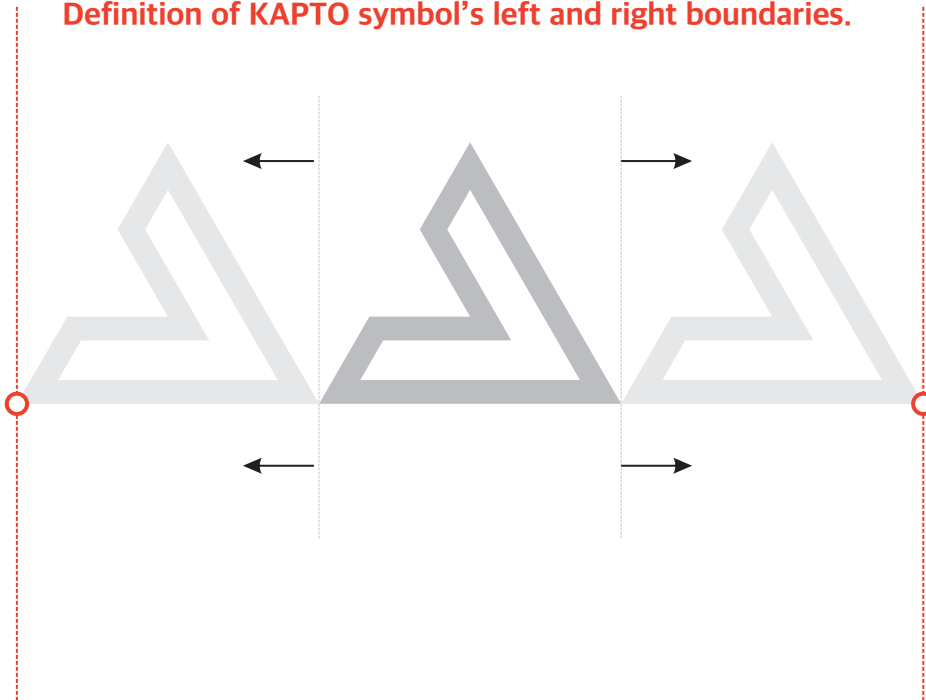 Definition of KAPTO symbol’s left and right boundaries.